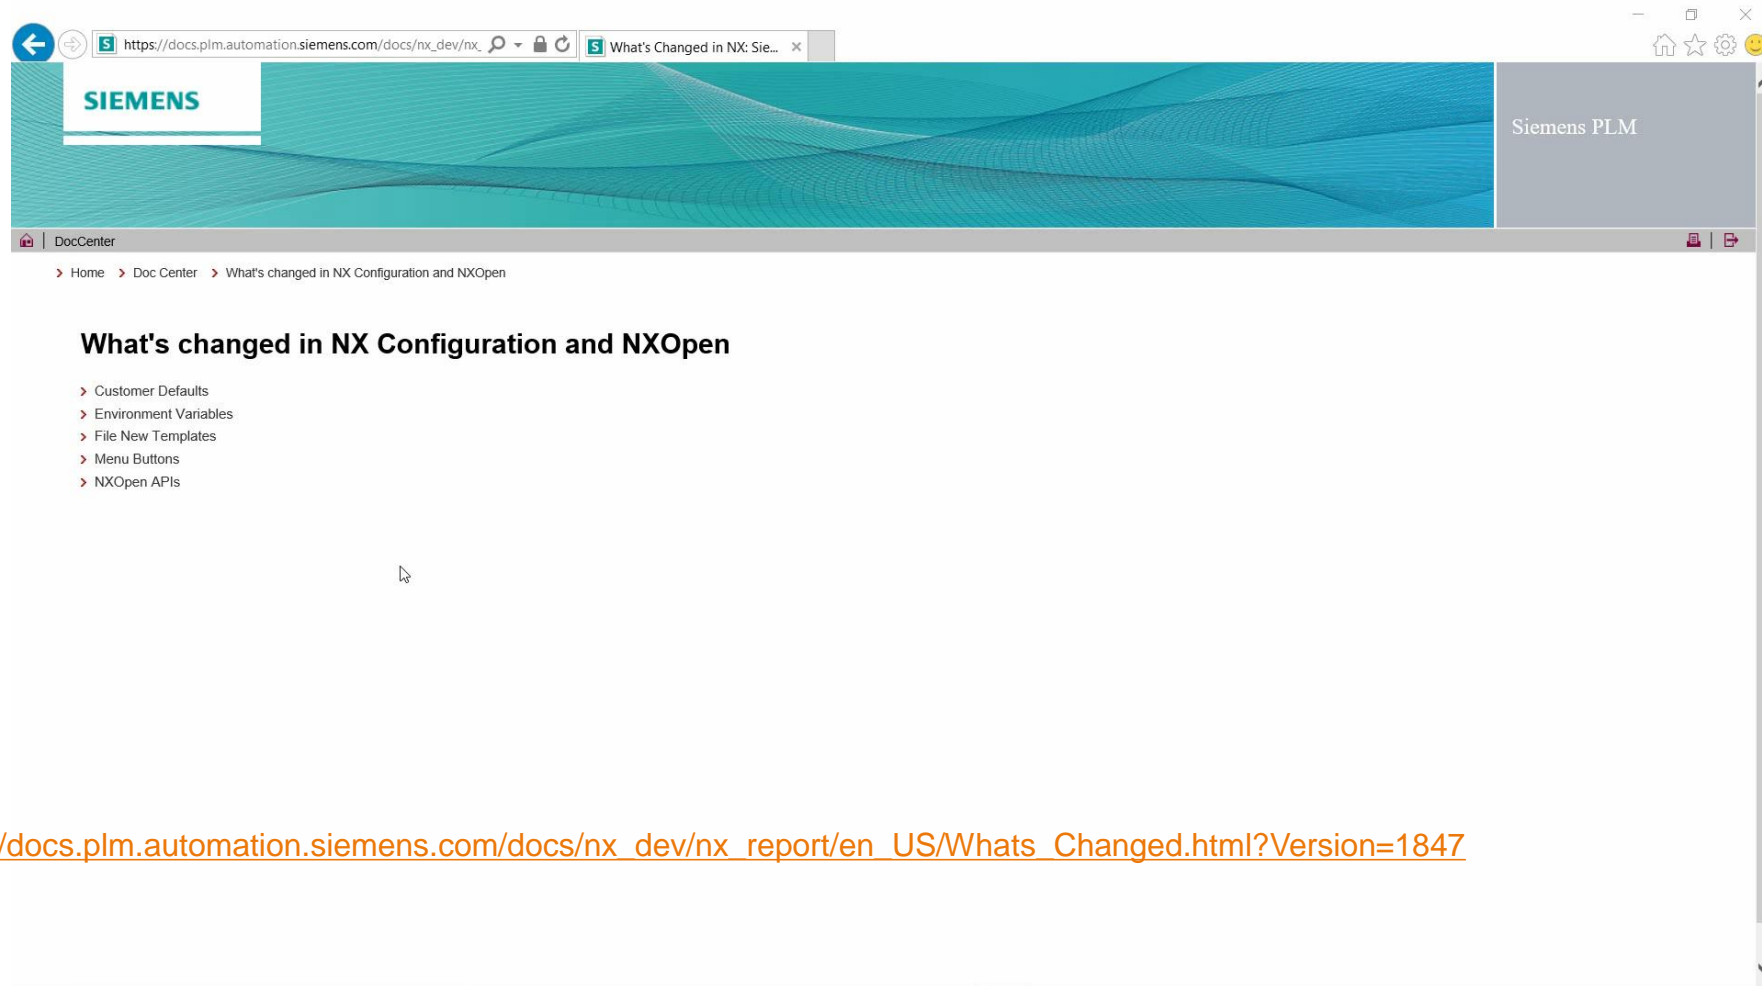 https://docs.plm.automation.siemens.com/docs/nx_dev/nx_
What's Changed in NX: Sie...
SIEMENS
Siemens PLM
DocCenter
Home Doc Center What's changed in NX Configuration and NXOpen
What's changed in NX Configuration and NXOpen
Customer Defaults
Environment Variables
File New Templates
Menu Buttons
NXOpen APIs
/docs.plm.automation.siemens.com/docs/nx_dev/nx_report/en_US/Whats_Changed.html?Version=1847